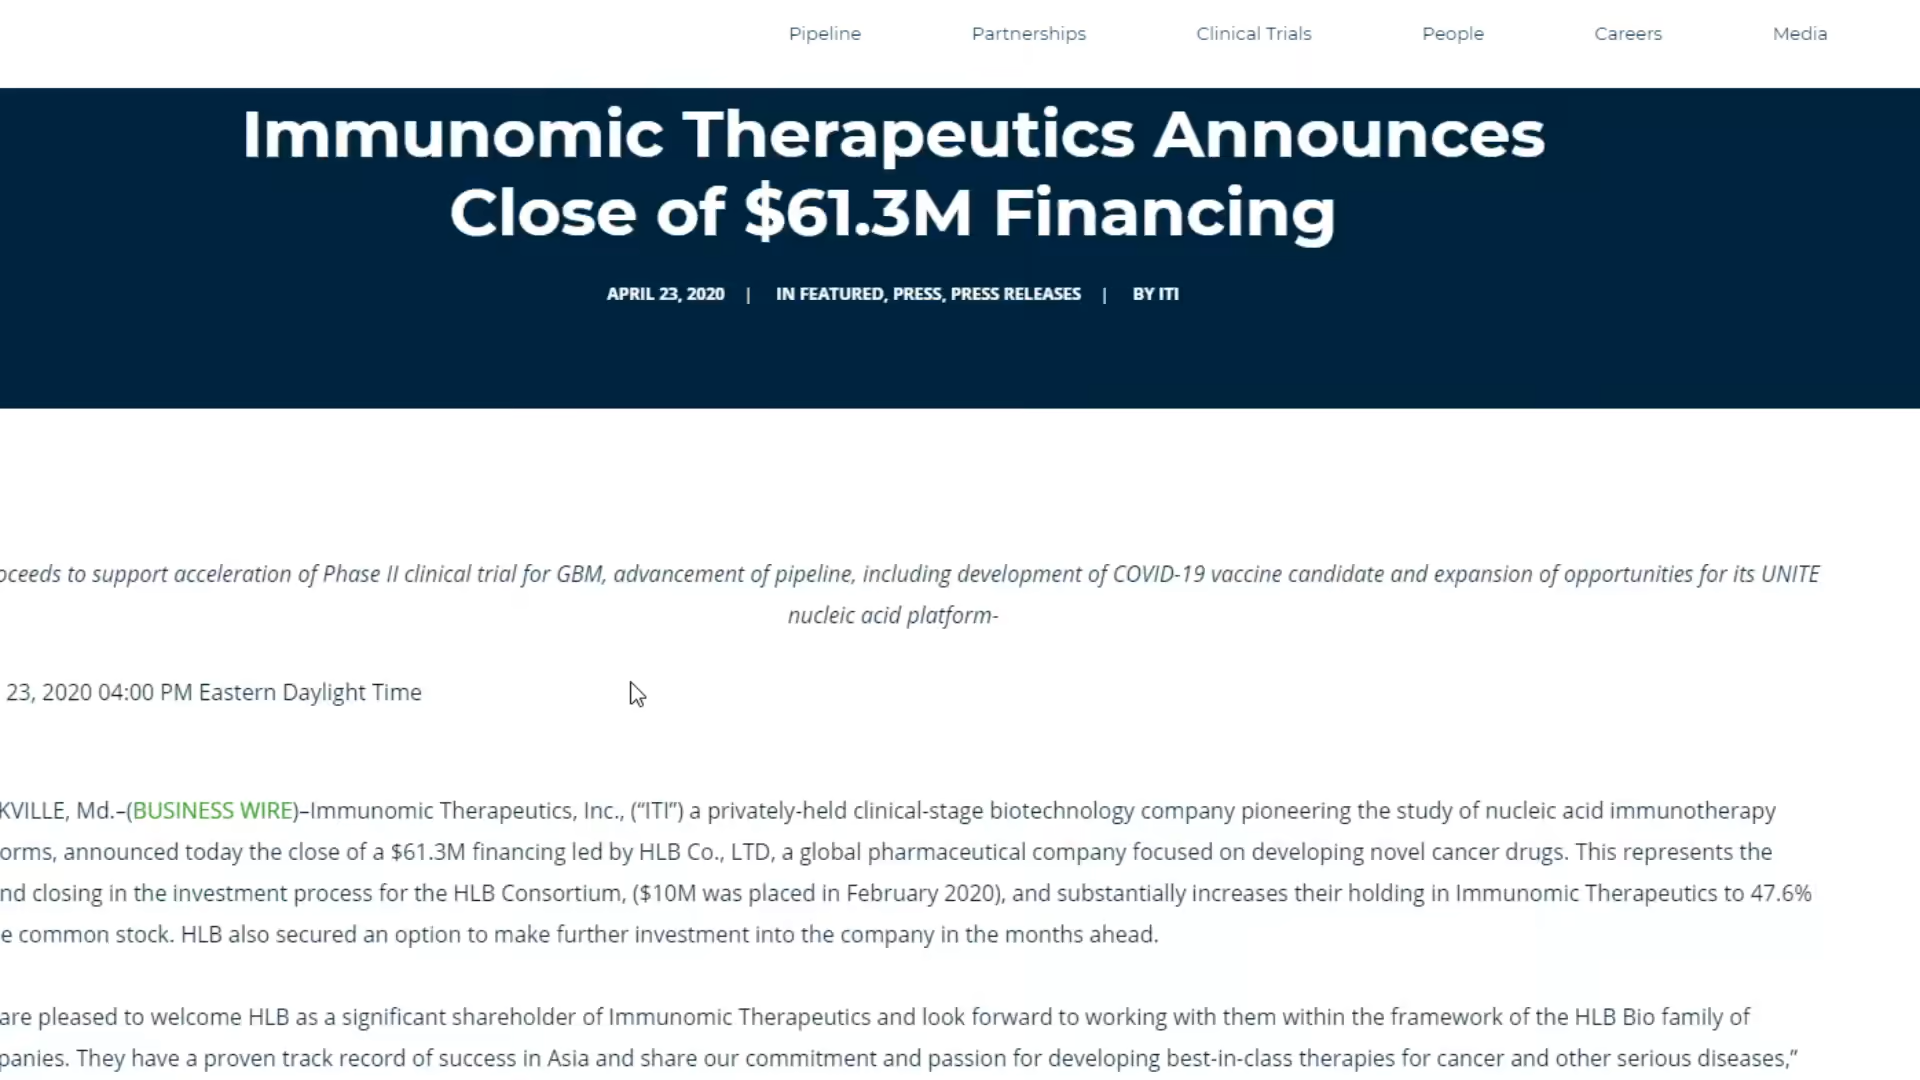 Pipeline Partnerships Clinical Trials People Careers Media
Immunomic Therapeutics Announces
Close of $61.3M Financing
APRIL 23, 2020 | IN FEATURED, PRESS, PRESS RELEASES | BY ITI
oceeds to support acceleration of Phase II clinical trial for GBM, advancement of pipeline, including development of COVID-19 vaccine candidate and expansion of opportunities for its UNITE
nucleic acid platform-
23, 2020 04:00 PM Eastern Daylight Time
KVILLE, Md.–(BUSINESS WIRE)–Immunomic Therapeutics, Inc., (“ITI”) a privately-held clinical-stage biotechnology company pioneering the study of nucleic acid immunotherapy
orms, announced today the close of a $61.3M financing led by HLB Co., LTD, a global pharmaceutical company focused on developing novel cancer drugs. This represents the
nd closing in the investment process for the HLB Consortium, ($10M was placed in February 2020), and substantially increases their holding in Immunomic Therapeutics to 47.6%
e common stock. HLB also secured an option to make further investment into the company in the months ahead.
are pleased to welcome HLB as a significant shareholder of Immunomic Therapeutics and look forward to working with them within the framework of the HLB Bio family of
panies. They have a proven track record of success in Asia and share our commitment and passion for developing best-in-class therapies for cancer and other serious diseases,”